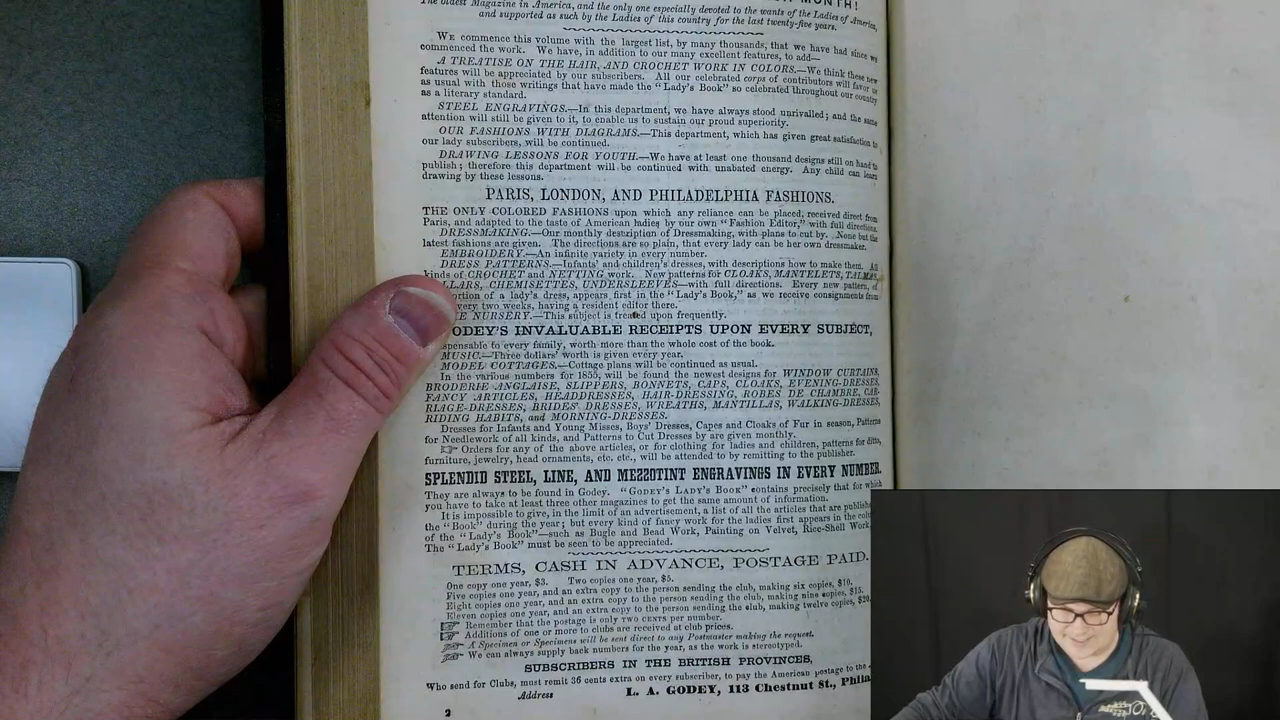 MONTH!
The oldest Magazine in America, and the only one especially devoted to the wants of the Ladies of America,
and supported as such by the Ladies of this country for the last twenty-five years.
WE commence this volume with the largest list, by many thousands, that we have had since we
commenced the work. We have, in addition to our many excellent features, to add—
A TREATISE ON THE HAIR, AND CROCHET WORK IN COLORS.—We think these new
features will be appreciated by our subscribers. All our celebrated corps of contributors will favor us
as usual with those writings that have made the "Lady's Book" so celebrated throughout our country
as a literary standard.
STEEL ENGRAVINGS.—In this department, we have always stood unrivalled; and the same
attention will still be given to it, to enable us to sustain our proud superiority.
OUR FASHIONS WITH DIAGRAMS.—This department, which has given great satisfaction to
our lady subscribers, will be continued.
DRAWING LESSONS FOR YOUTH.—We have at least one thousand designs still on hand to
publish; therefore this department will be continued with unabated energy. Any child can learn
drawing by these lessons.
PARIS, LONDON, AND PHILADELPHIA FASHIONS.
THE ONLY COLORED FASHIONS upon which any reliance can be placed, received direct from
Paris, and adapted to the taste of American ladies by our own "Fashion Editor," with full directions.
DRESSMAKING.—Our monthly description of Dressmaking, with plans to cut by. None but the
latest fashions are given. The directions are so plain, that every lady can be her own dressmaker.
EMBROIDERY.—An infinite variety in every number.
DRESS PATTERNS.—Infants' and children's dresses, with descriptions how to make them. All
kinds of CROCHET and NETTING work. New patterns for CLOAKS, MANTELETS, TALMAS,
LLARS, CHEMISETTES, UNDERSLEEVES—with full directions. Every new pattern, of
ortion of a lady's dress, appears first in the "Lady's Book," as we receive consignments from
very two weeks, having a resident editor there.
E NURSERY.—This subject is treated upon frequently.
ODEY'S INVALUABLE RECEIPTS UPON EVERY SUBJECT,
spensable to every family, worth more than the whole cost of the book.
MUSIC.—Three dollars' worth is given every year.
MODEL COTTAGES.—Cottage plans will be continued as usual.
In the various numbers for 1855, will be found the newest designs for WINDOW CURTAINS,
BRODERIE ANGLAISE, SLIPPERS, BONNETS, CAPS, CLOAKS, EVENING-DRESSES,
FANCY ARTICLES, HEADDRESSES, HAIR-DRESSING, ROBES DE CHAMBRE, CAR-
RIAGE-DRESSES, BRIDES' DRESSES, WREATHS, MANTILLAS, WALKING-DRESSES,
RIDING HABITS, and MORNING-DRESSES.
Dresses for Infants and Young Misses, Boys' Dresses, Capes and Cloaks of Fur in season, Patterns
for Needlework of all kinds, and Patterns to Cut Dresses by are given monthly.
☞ Orders for any of the above articles, or for clothing for ladies and children, patterns for ditto,
furniture, jewelry, head ornaments, etc. etc., will be attended to by remitting to the publisher.
SPLENDID STEEL, LINE, AND MEZZOTINT ENGRAVINGS IN EVERY NUMBER.
They are always to be found in Godey. "GODEY'S LADY'S BOOK" contains precisely that for which
you have to take at least three other magazines to get the same amount of information.
It is impossible to give, in the limit of an advertisement, a list of all the articles that are publish
the "Book" during the year; but every kind of fancy work for the ladies first appears in the colu
of the "Lady's Book"—such as Bugle and Bead Work, Painting on Velvet, Rice-Shell Work,
The "Lady's Book" must be seen to be appreciated.
TERMS, CASH IN ADVANCE, POSTAGE PAID.
One copy one year, $3. Two copies one year, $5.
Five copies one year, and an extra copy to the person sending the club, making six copies, $10.
Eight copies one year, and an extra copy to the person sending the club, making nine copies, $15.
Eleven copies one year, and an extra copy to the person sending the club, making twelve copies, $20.
☞ Remember that the postage is only TWO CENTS per number.
☞ Additions of one or more to clubs are received at club prices.
☞ A Specimen or Specimens will be sent direct to any Postmaster making the request.
☞ We can always supply back numbers for the year, as the work is stereotyped.
SUBSCRIBERS IN THE BRITISH PROVINCES,
Who send for Clubs, must remit 36 cents extra on every subscriber, to pay the American postage to the
Address L. A. GODEY, 113 Chestnut St., Phila
2